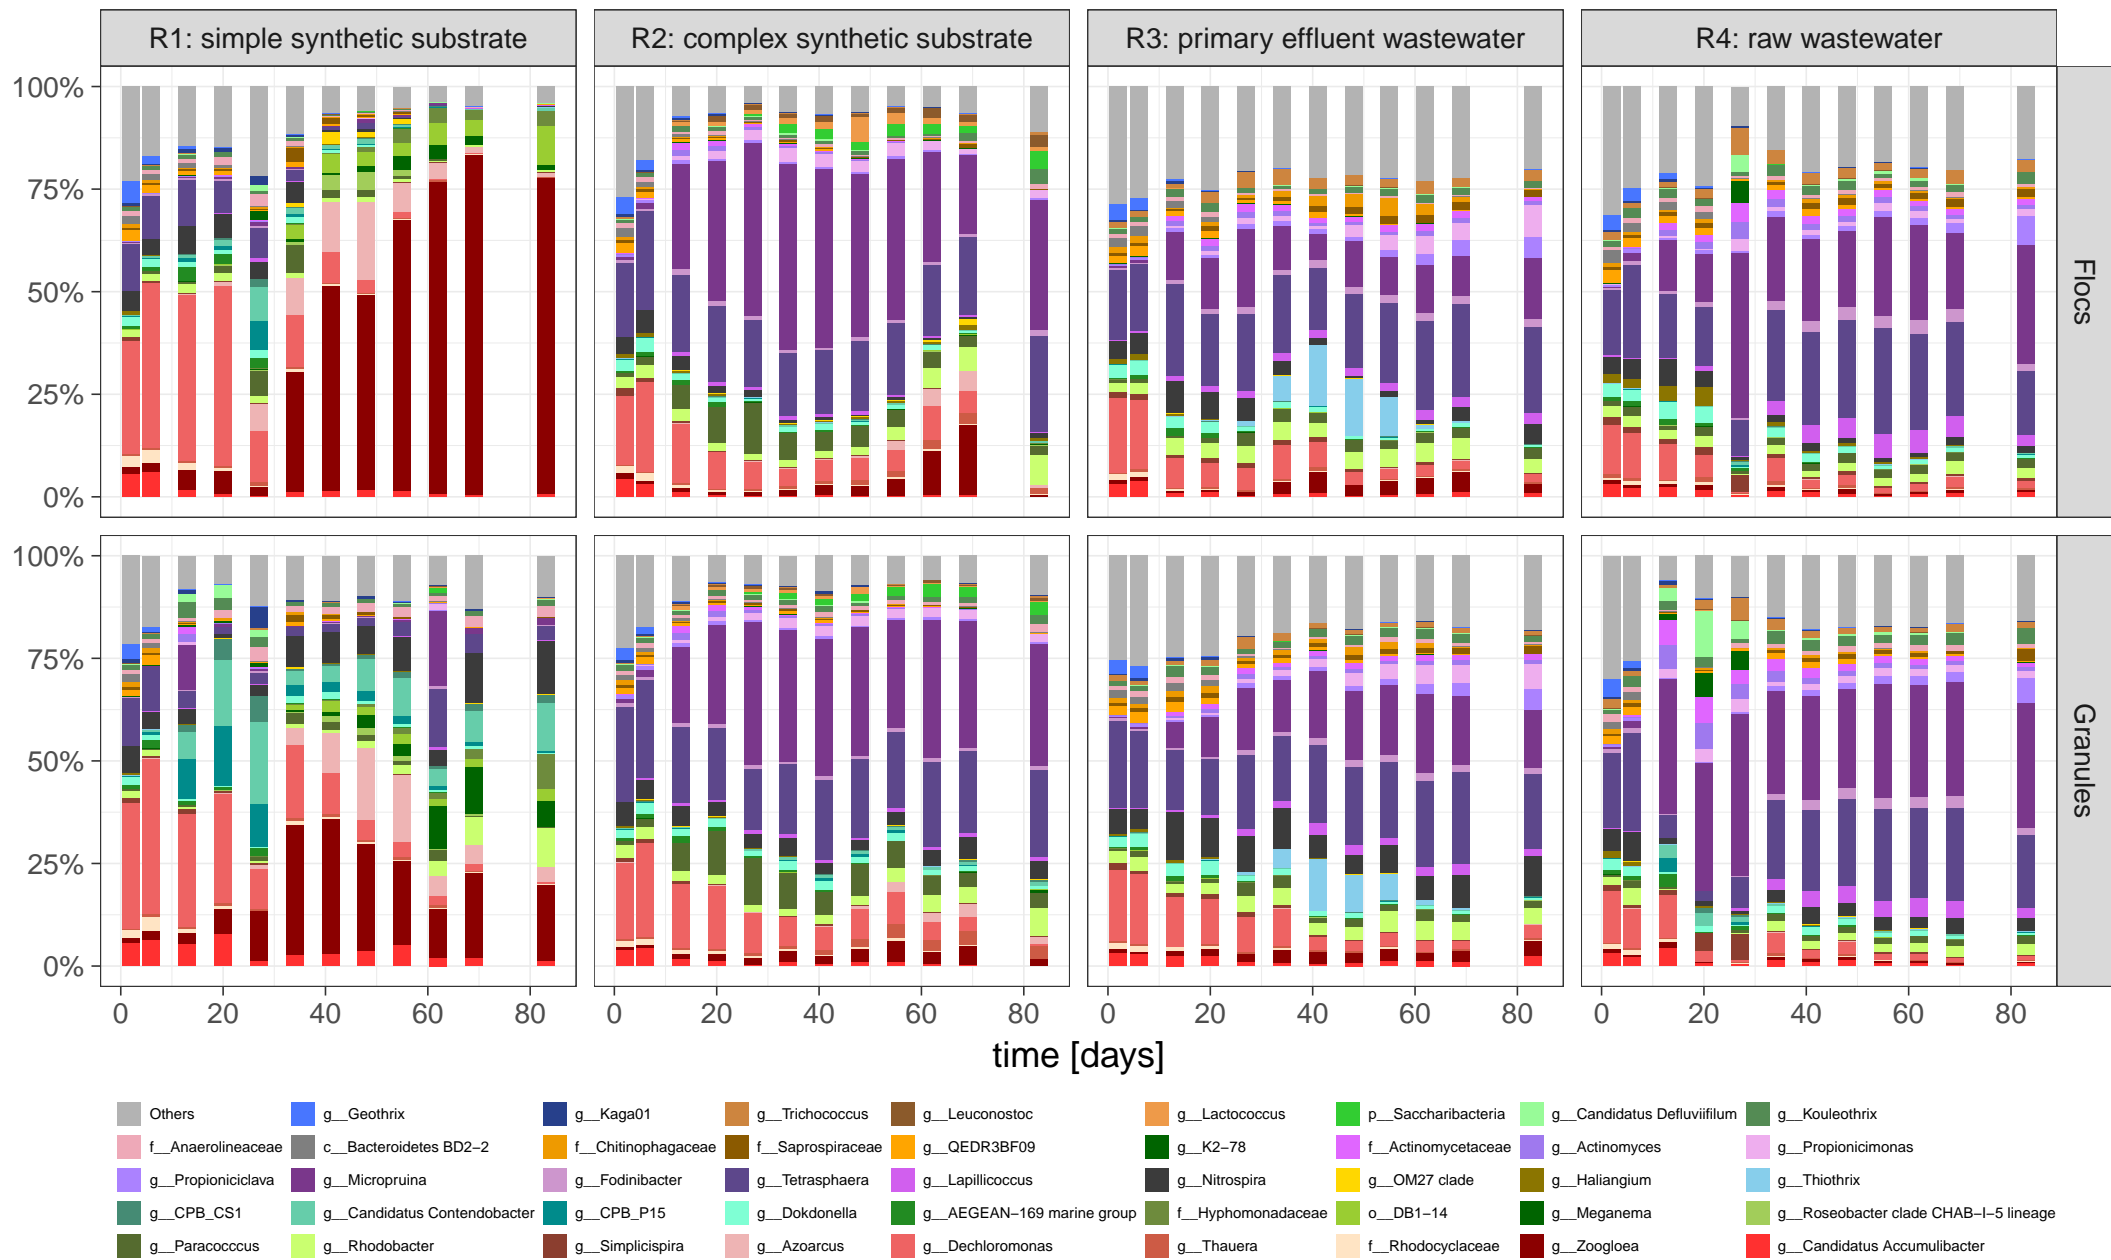 R1: simple synthetic substrate
R2: complex synthetic substrate
R3: primary effluent wastewater
R4: raw wastewater
100%
75%
50%
25%
0%
Flocs
100%
75%
50%
25%
0%
Granules
0 20 40 60 80 0 20 40 60 80 0 20 40 60 80 0 20 40 60 80
time [days]
Others g__Geothrix g__Kaga01 g__Trichococcus g__Leuconostoc g__Lactococcus p__Saccharibacteria g__Candidatus Defluviifilum g__Kouleothrix
f__Anaerolineaceae c__Bacteroidetes BD2−2 f__Chitinophagaceae f__Saprospiraceae g__QEDR3BF09 g__K2−78 f__Actinomycetaceae g__Actinomyces g__Propionicimonas
g__Propioniciclava g__Micropruina g__Fodinibacter g__Tetrasphaera g__Lapillicoccus g__Nitrospira g__OM27 clade g__Haliangium g__Thiothrix
g__CPB_CS1 g__Candidatus Contendobacter g__CPB_P15 g__Dokdonella g__AEGEAN−169 marine group f__Hyphomonadaceae o__DB1−14 g__Meganema g__Roseobacter clade CHAB−I−5 lineage
g__Paracocccus g__Rhodobacter g__Simplicispira g__Azoarcus g__Dechloromonas g__Thauera f__Rhodocyclaceae g__Zoogloea g__Candidatus Accumulibacter